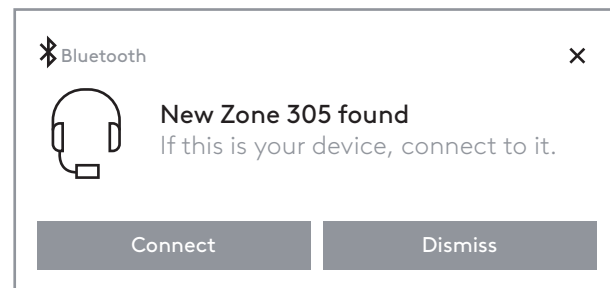 Bluetooth
New Zone 305 found
If this is your device, connect to it.
Connect
Dismiss